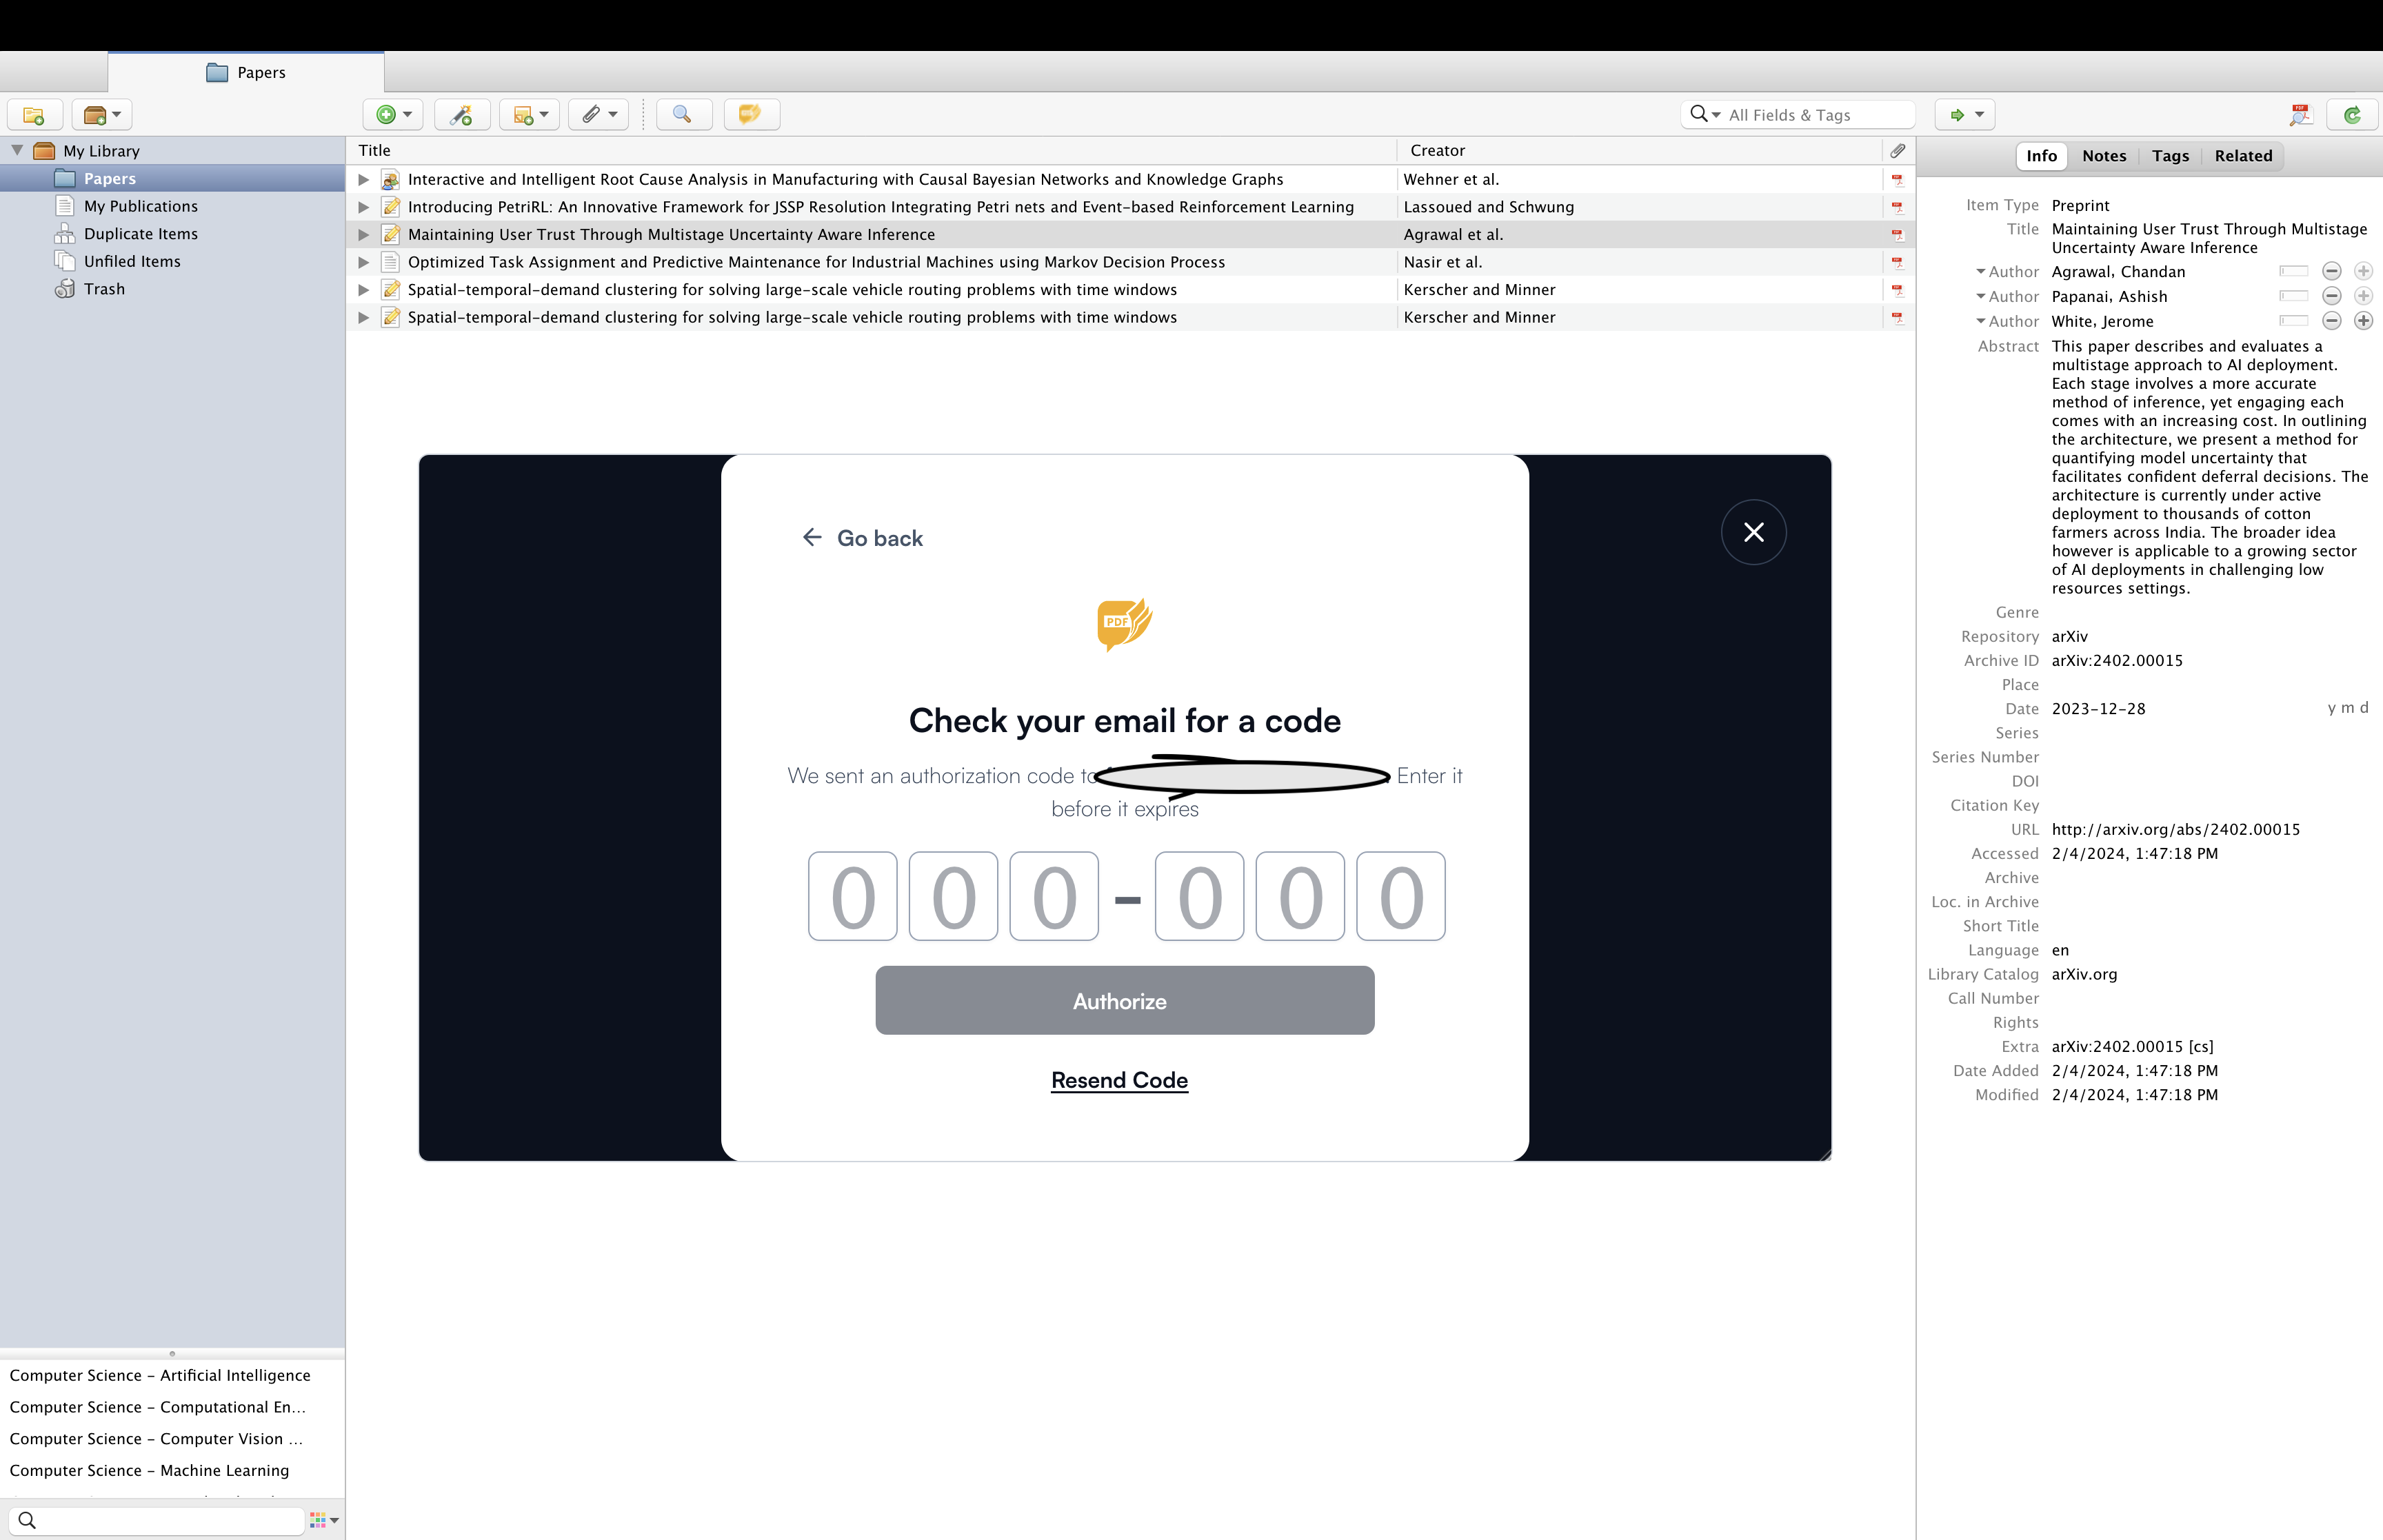 Papers
All Fields & Tags
My Library
Papers
My Publications
Duplicate Items
Unfiled Items
Trash
Title Creator
Interactive and Intelligent Root Cause Analysis in Manufacturing with Causal Bayesian Networks and Knowledge Graphs Wehner et al.
Introducing PetriRL: An Innovative Framework for JSSP Resolution Integrating Petri nets and Event-based Reinforcement Learning Lassoued and Schwung
Maintaining User Trust Through Multistage Uncertainty Aware Inference Agrawal et al.
Optimized Task Assignment and Predictive Maintenance for Industrial Machines using Markov Decision Process Nasir et al.
Spatial-temporal-demand clustering for solving large-scale vehicle routing problems with time windows Kerscher and Minner
Spatial-temporal-demand clustering for solving large-scale vehicle routing problems with time windows Kerscher and Minner
Go back
PDF
Check your email for a code
We sent an authorization code to Enter it
before it expires
0 0 0 - 0 0 0
Authorize
Resend Code
Info Notes Tags Related
Item Type Preprint
Title Maintaining User Trust Through Multistage
Uncertainty Aware Inference
Author Agrawal, Chandan
Author Papanai, Ashish
Author White, Jerome
Abstract This paper describes and evaluates a
multistage approach to AI deployment.
Each stage involves a more accurate
method of inference, yet engaging each
comes with an increasing cost. In outlining
the architecture, we present a method for
quantifying model uncertainty that
facilitates confident deferral decisions. The
architecture is currently under active
deployment to thousands of cotton
farmers across India. The broader idea
however is applicable to a growing sector
of AI deployments in challenging low
resources settings.
Genre
Repository arXiv
Archive ID arXiv:2402.00015
Place
Date 2023-12-28 y m d
Series
Series Number
DOI
Citation Key
URL http://arxiv.org/abs/2402.00015
Accessed 2/4/2024, 1:47:18 PM
Archive
Loc. in Archive
Short Title
Language en
Library Catalog arXiv.org
Call Number
Rights
Extra arXiv:2402.00015 [cs]
Date Added 2/4/2024, 1:47:18 PM
Modified 2/4/2024, 1:47:18 PM
Computer Science - Artificial Intelligence
Computer Science - Computational En...
Computer Science - Computer Vision ...
Computer Science - Machine Learning